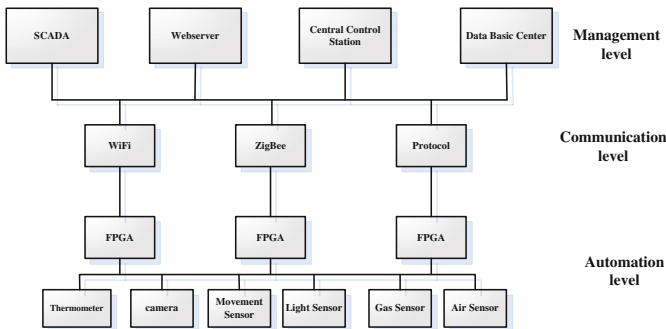 SCADA
Webserver
Central Control
Station
Data Basic Center
Management
level
WiFi
ZigBee
Protocol
Communication
level
FPGA
FPGA
FPGA
Automation
level
Thermometer
camera
Movement
Sensor
Light Sensor
Gas Sensor
Air Sensor